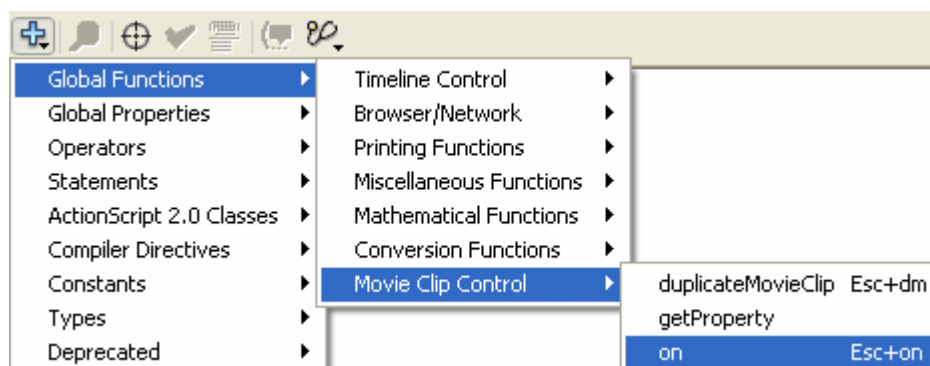 Global Functions
Global Properties
Operators
Statements
ActionScript 2.0 Classes
Compiler Directives
Constants
Types
Deprecated
Timeline Control
Browser/Network
Printing Functions
Miscellaneous Functions
Mathematical Functions
Conversion Functions
Movie Clip Control
duplicateMovieClip Esc+dm
getProperty
on Esc+on